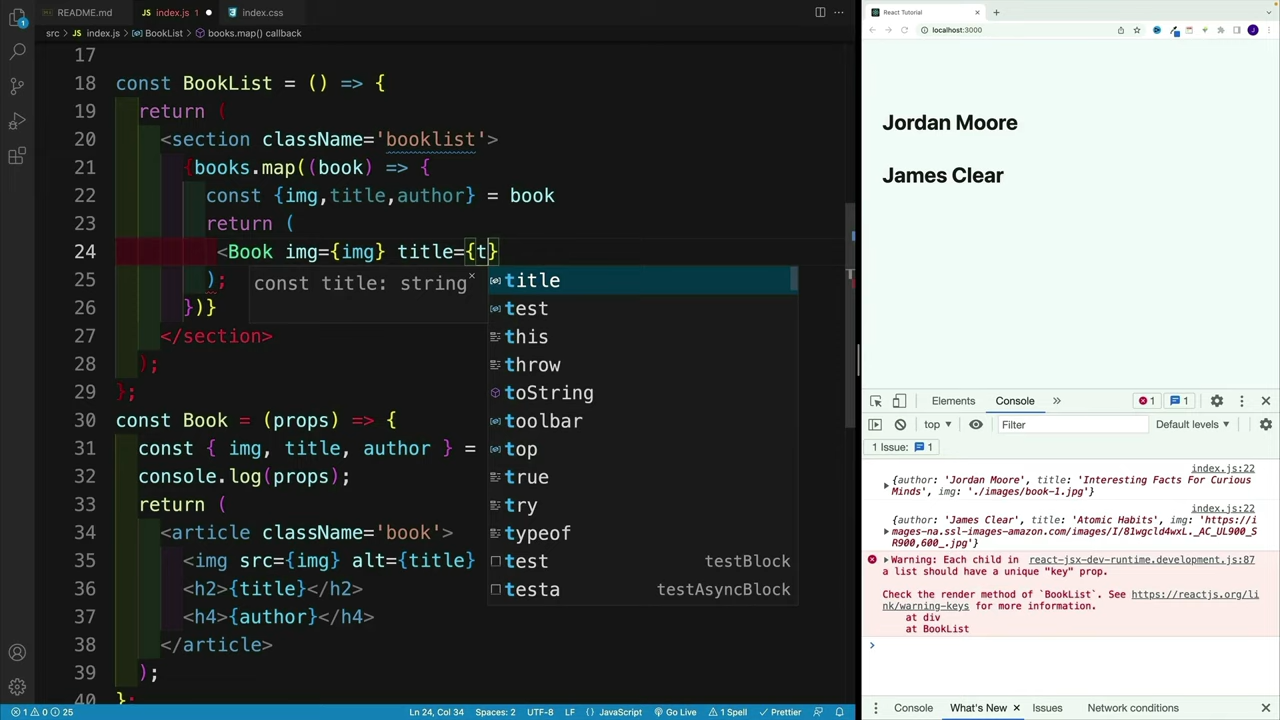 README.md
index.js
index.css
src > index.js > BookList > books.map() callback
17
18 const BookList = () => {
19 return (
20 <section className='booklist'>
21 {books.map((book) => {
22 const {img,title,author} = book
23 return (
24 <Book img={img} title={t}
25 );
26 })}
27 </section>
28 );
29 };
30 const Book = (props) => {
31 const { img, title, author } =
32 console.log(props);
33 return (
34 <article className='book'>
35 <img src={img} alt={title}
36 <h2>{title}</h2>
37 <h4>{author}</h4>
38 </article>
39 );
40 };
const title: string
title
test
this
throw
toString
toolbar
top
true
try
typeof
test testBlock
testa testAsyncBlock
1 0 25 Ln 24, Col 34 Spaces: 2 UTF-8 LF {} JavaScript Go Live 1 Spell Prettier
React Tutorial
localhost:3000
J
Jordan Moore
James Clear
Elements Console 1 1
top Filter Default levels
1 Issue: 1
index.js:22
{author: 'Jordan Moore', title: 'Interesting Facts For Curious
Minds', img: './images/book-1.jpg'}
index.js:22
{author: 'James Clear', title: 'Atomic Habits', img: 'https://i
mages-na.ssl-images-amazon.com/images/I/81wgcld4wxL._AC_UL900_S
R900,600_.jpg'}
Warning: Each child in react-jsx-dev-runtime.development.js:87
a list should have a unique "key" prop.
Check the render method of `BookList`. See https://reactjs.org/li
nk/warning-keys for more information.
at div
at BookList
Console What's New Issues Network conditions